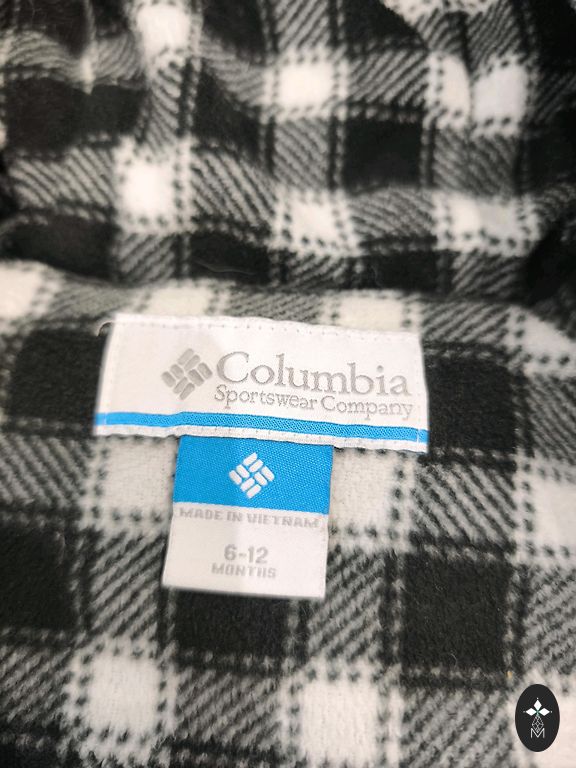 Columbia
Sportswear Company
MADE IN VIETNAM
6-12
MONTHS
M